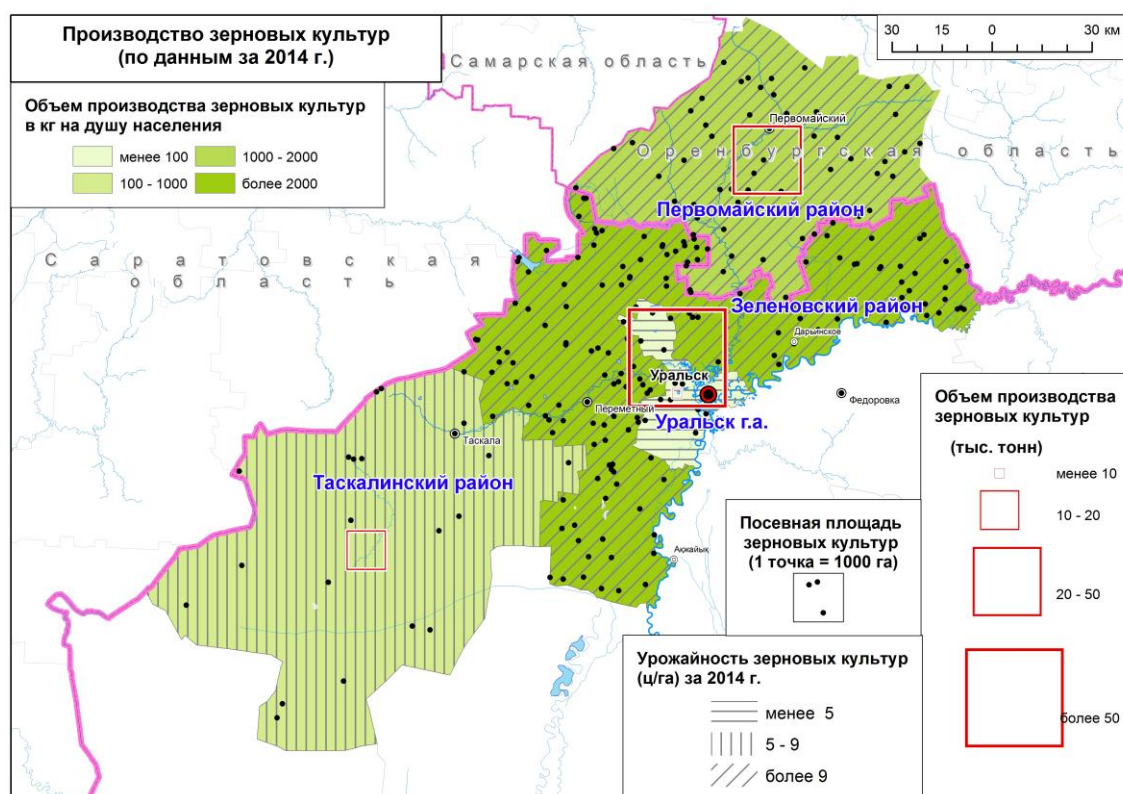 Производство зерновых культур
(по данным за 2014 г.)
Объем производства зерновых культур
в кг на душу населения
менее 100
1000 - 2000
100 - 1000
более 2000
30 15 0 30 км
Самарская область
Первомайский
Оренбургская область
Первомайский район
Саратовская
область
Зеленовский район
Дарьинское
Уральск
Переметный
Федоровка
Уральск г.а.
Таскала
Таскалинский район
Аккайық
Объем производства
зерновых культур
(тыс. тонн)
менее 10
10 - 20
20 - 50
более 50
Посевная площадь
зерновых культур
(1 точка = 1000 га)
Урожайность зерновых культур
(ц/га) за 2014 г.
менее 5
5 - 9
более 9